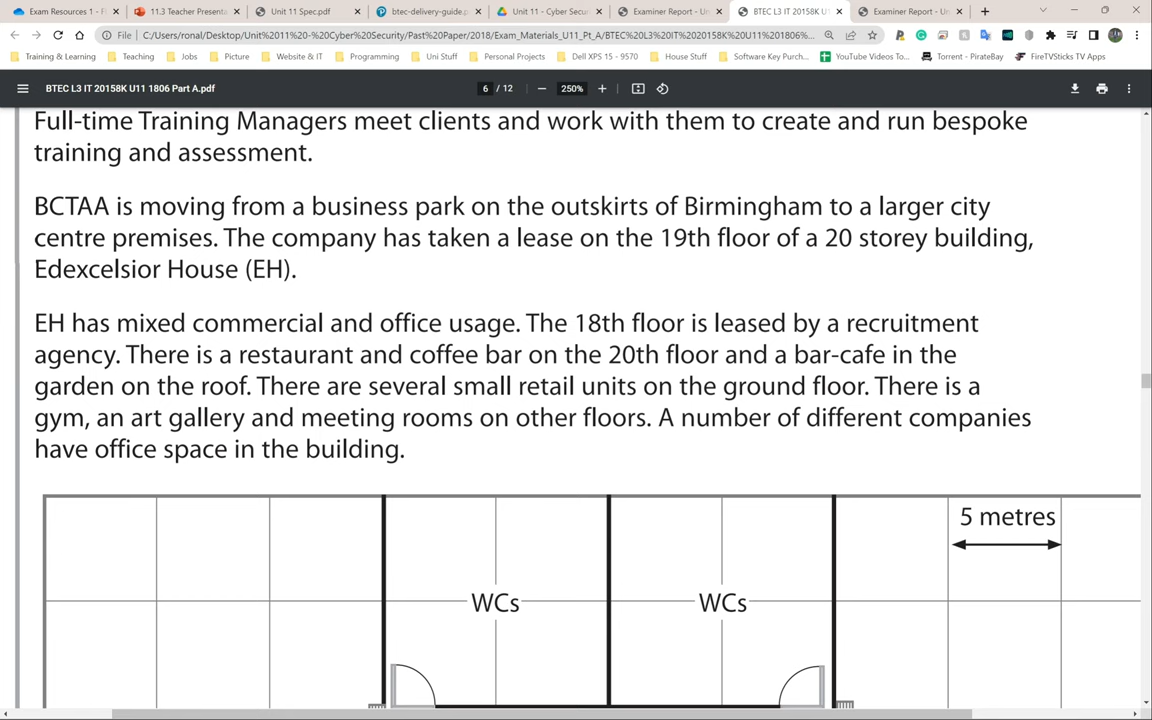 Exam Resources 1 - F
11.3 Teacher Presenta
Unit 11 Spec.pdf
btec-delivery-guide.p
Unit 11 - Cyber Secu
Examiner Report - Un
BTEC L3 IT 20158K U
Examiner Report - Un
File
C:/Users/ronal/Desktop/Unit%2011%20-%20Cyber%20Security/Past%20Paper/2018/Exam_Materials_U11_Pt_A/BTEC%20L3%20IT%2020158K%20U11%201806%...
Training & Learning
Teaching
Jobs
Picture
Website & IT
Programming
Uni Stuff
Personal Projects
Dell XPS 15 - 9570
House Stuff
Software Key Purch...
YouTube Videos To...
Torrent - PirateBay
FireTVSticks TV Apps
BTEC L3 IT 20158K U11 1806 Part A.pdf
6 / 12
250%
Full-time Training Managers meet clients and work with them to create and run bespoke
training and assessment.
BCTAA is moving from a business park on the outskirts of Birmingham to a larger city
centre premises. The company has taken a lease on the 19th floor of a 20 storey building,
Edexcelsior House (EH).
EH has mixed commercial and office usage. The 18th floor is leased by a recruitment
agency. There is a restaurant and coffee bar on the 20th floor and a bar-cafe in the
garden on the roof. There are several small retail units on the ground floor. There is a
gym, an art gallery and meeting rooms on other floors. A number of different companies
have office space in the building.
5 metres
WCs
WCs